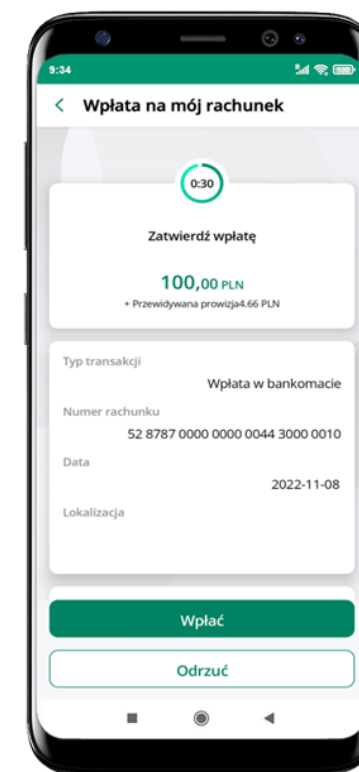 9:34
Wpłata na mój rachunek
0:30
Zatwierdź wpłatę
100,00 PLN
+ Przewidywana prowizja4.66 PLN
Typ transakcji
Wpłata w bankomacie
Numer rachunku
52 8787 0000 0000 0044 3000 0010
Data
2022-11-08
Lokalizacja
Wpłać
Odrzuć